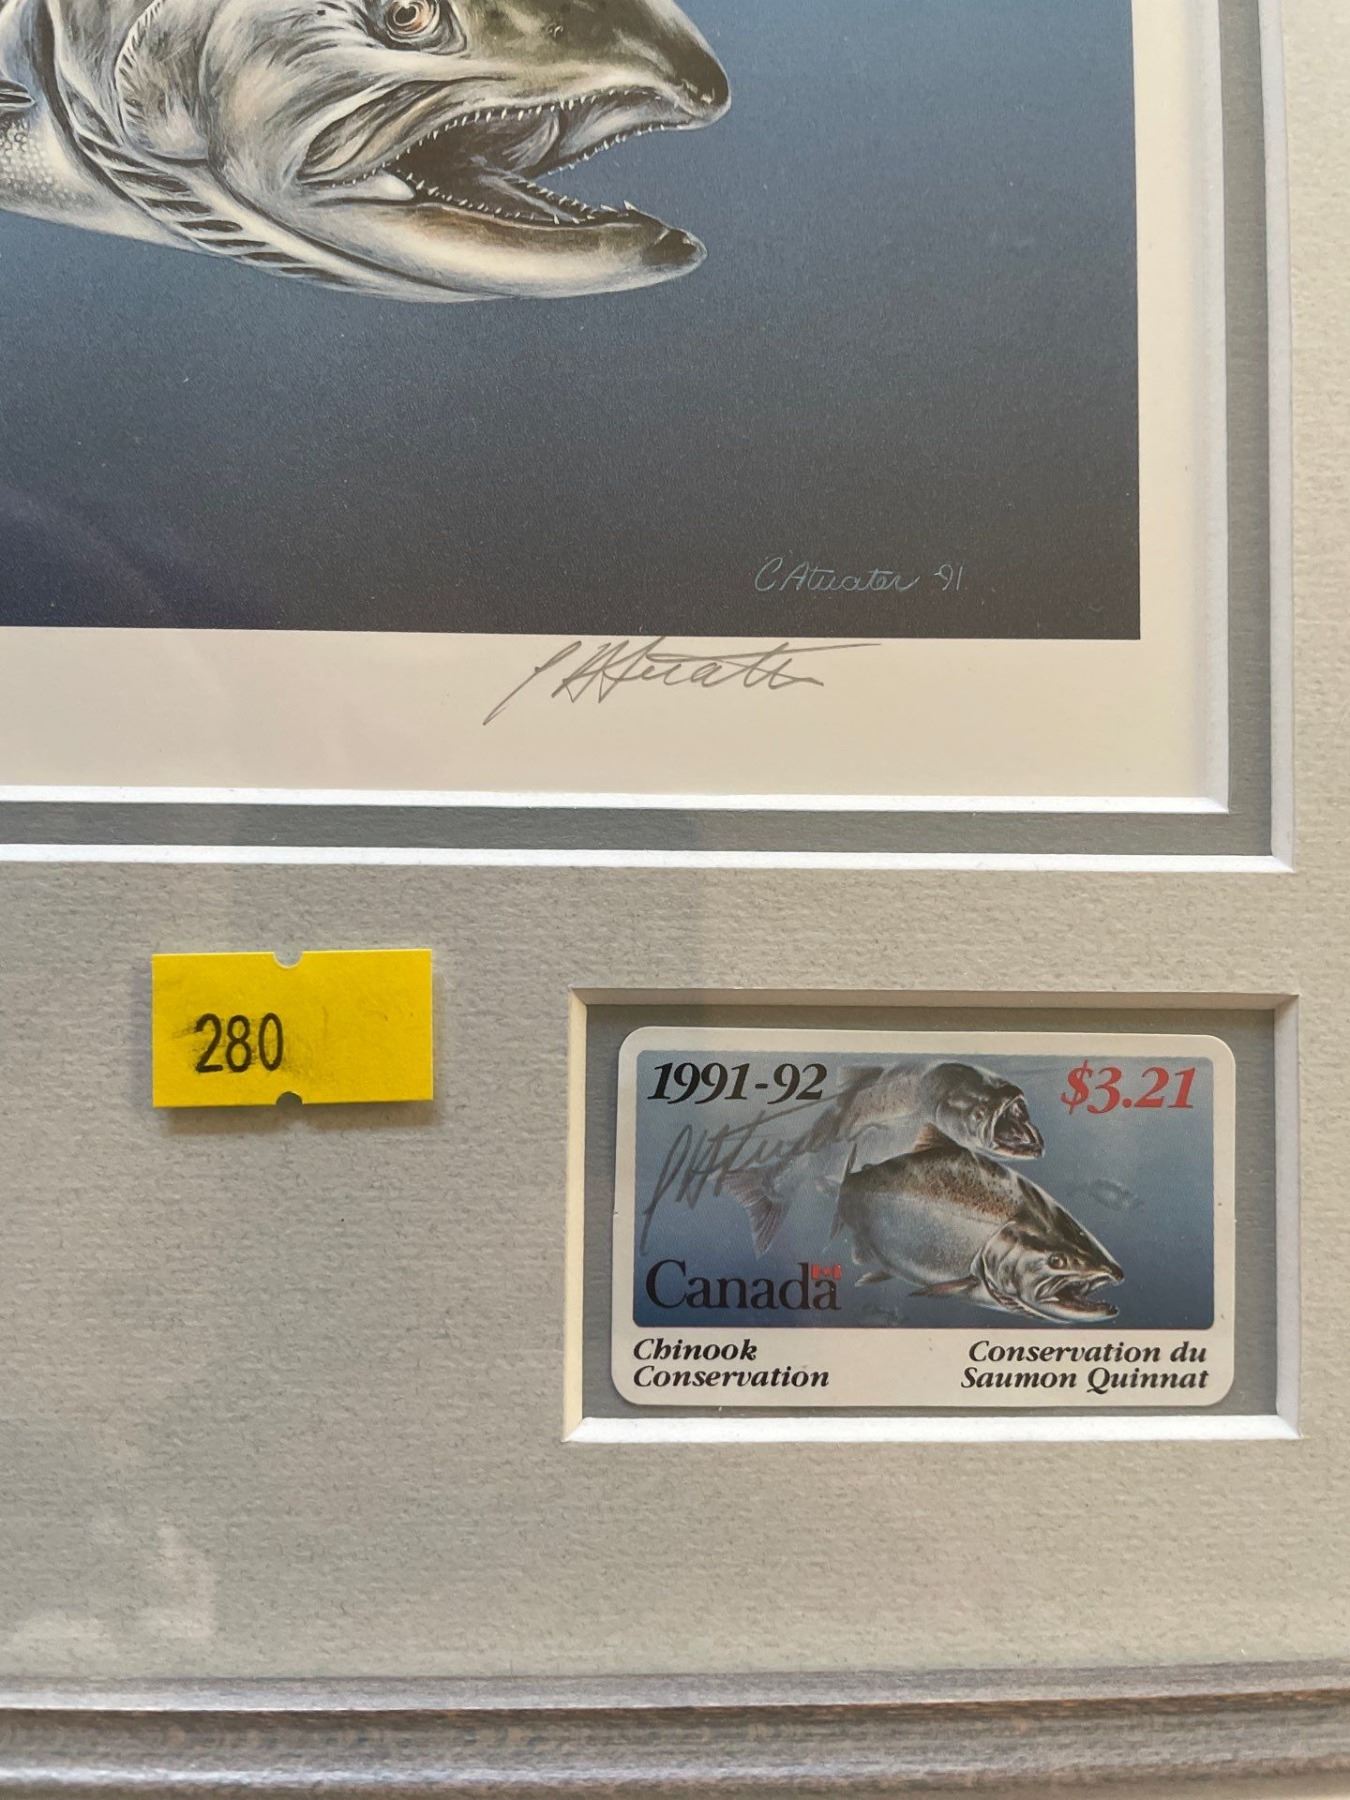 C Atwater 91
280
1991-92
$3.21
Canada
Chinook
Conservation
Conservation du
Saumon Quinnat